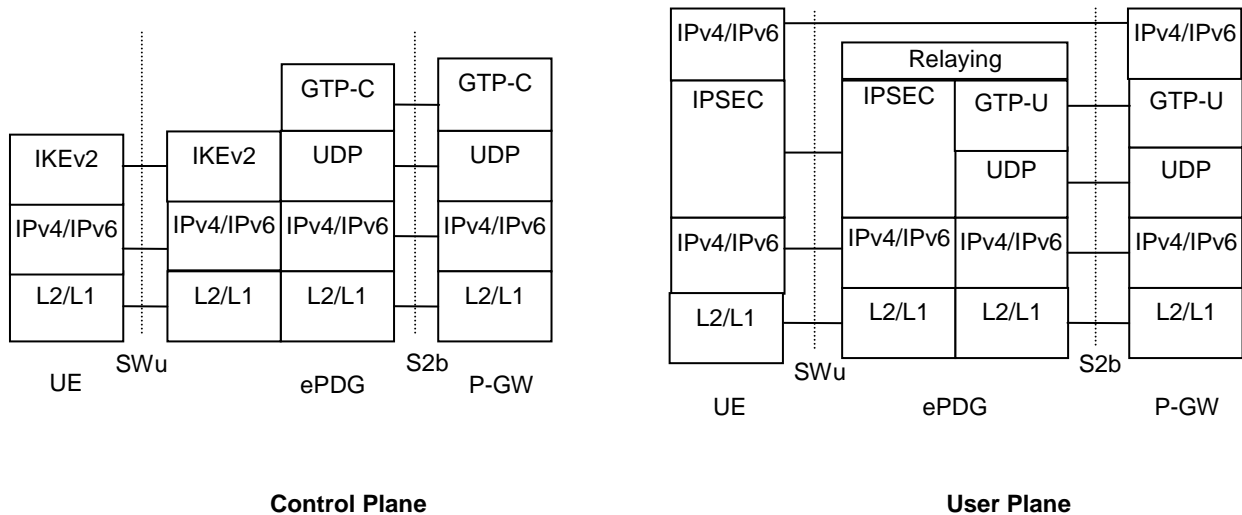 GTP-C
GTP-C
IKEv2
IKEv2
UDP
UDP
IPv4/IPv6
IPv4/IPv6
IPv4/IPv6
IPv4/IPv6
L2/L1
L2/L1
L2/L1
L2/L1
SWu
S2b
UE
ePDG
P-GW
Control Plane
IPv4/IPv6
IPv4/IPv6
Relaying
IPSEC
IPSEC
GTP-U
GTP-U
UDP
UDP
IPv4/IPv6
IPv4/IPv6
IPv4/IPv6
IPv4/IPv6
L2/L1
L2/L1
L2/L1
L2/L1
SWu
S2b
UE
ePDG
P-GW
User Plane